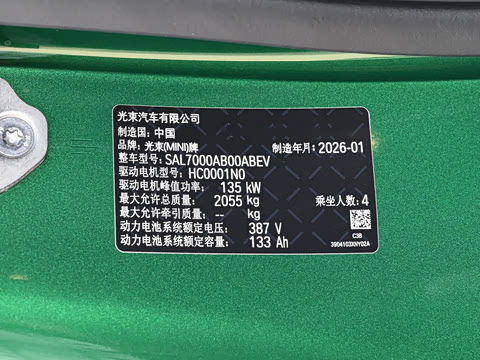 光束汽车有限公司
制造国: 中国
品牌: 光束(MINI)牌 制造年月: 2026-01
整车型号: SAL7000AB00ABEV
驱动电机型号: HC0001N0
驱动电机峰值功率: 135 kW
最大允许总质量: 2055 kg 乘坐人数: 4
最大允许牵引质量: -- kg
动力电池系统额定电压: 387 V
动力电池系统额定容量: 133 Ah
C3B
3904103XNY02A